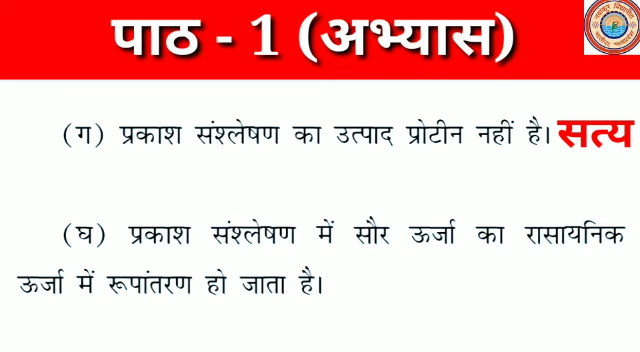 पाठ - 1 (अभ्यास)
(ग) प्रकाश संश्लेषण का उत्पाद प्रोटीन नहीं है। सत्य
(घ) प्रकाश संश्लेषण में सौर ऊर्जा का रासायनिक
ऊर्जा में रूपांतरण हो जाता है।